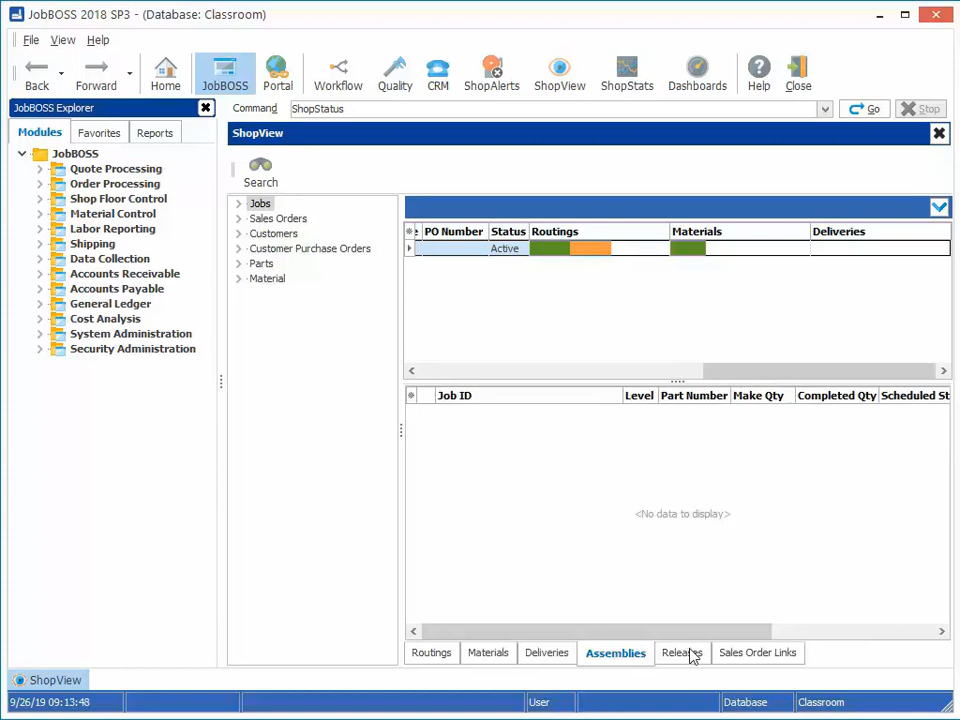 JobBOSS 2018 SP3 - (Database: Classroom)
File View Help
Back Forward Home JobBOSS Portal Workflow Quality CRM ShopAlerts ShopView ShopStats Dashboards Help Close
JobBOSS Explorer
Command ShopStatus Go Stop
Modules Favorites Reports
ShopView
JobBOSS
Quote Processing
Order Processing
Shop Floor Control
Material Control
Labor Reporting
Shipping
Data Collection
Accounts Receivable
Accounts Payable
General Ledger
Cost Analysis
System Administration
Security Administration
Search
Jobs
Sales Orders
Customers
Customer Purchase Orders
Parts
Material
PO Number Status Routings Materials Deliveries
Active
Job ID Level Part Number Make Qty Completed Qty Scheduled St
<No data to display>
Routings Materials Deliveries Assemblies Releases Sales Order Links
ShopView
9/26/19 09:13:48 User Database Classroom